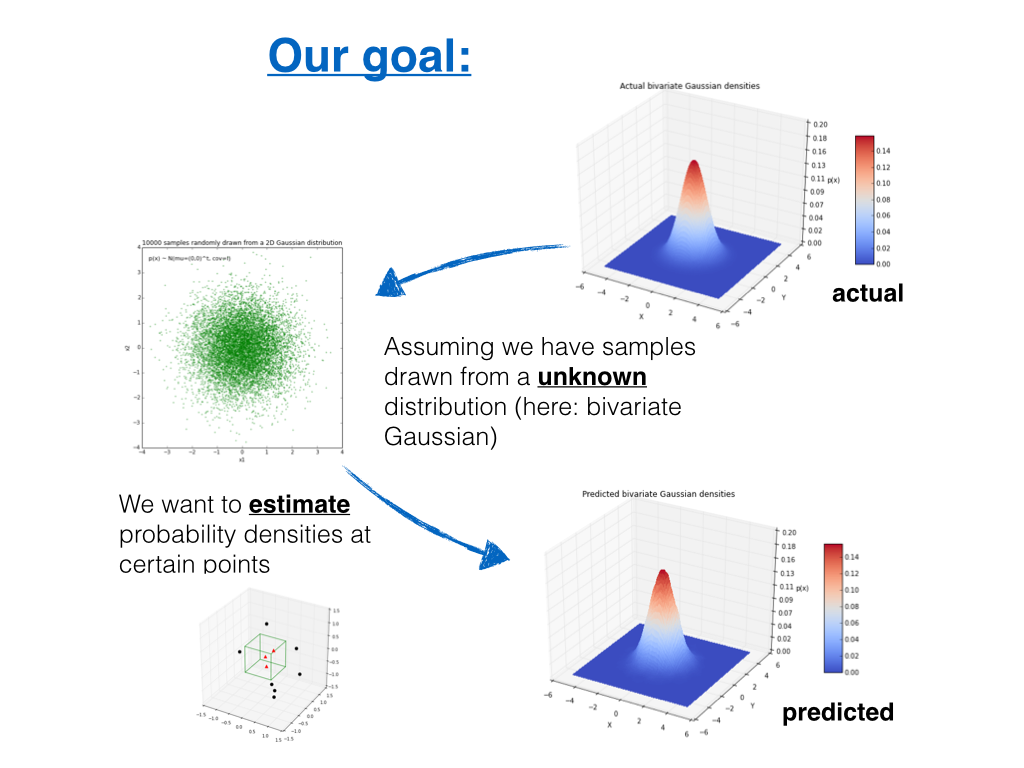 Our goal:
Actual bivariate Gaussian densities
0.20
0.18
0.16
0.13
0.11 p(x)
0.09
0.07
0.04
0.02
0.00
0.14
0.12
0.10
0.08
0.06
0.04
0.02
0.00
−6 −4 −2 0 2 4 6
X
−6 −4 −2 0 2 4 6
Y
actual
10000 samples randomly drawn from a 2D Gaussian distribution
4
3
2
1
0
−1
−2
−3
−4
x2
−4 −3 −2 −1 0 1 2 3 4
x1
Assuming we have samples
drawn from a unknown
distribution (here: bivariate
Gaussian)
We want to estimate
probability densities at
certain points
1.5
1.0
0.5
0.0
−0.5
−1.0
−1.5
−1.5 −1.0 −0.5 0.0 0.5 1.0 1.5
−1.5 −1.0 −0.5 0.0 0.5 1.0 1.5
Predicted bivariate Gaussian densities
0.20
0.18
0.16
0.13
0.11 p(x)
0.09
0.07
0.04
0.02
0.00
0.14
0.12
0.10
0.08
0.06
0.04
0.02
0.00
−6 −4 −2 0 2 4 6
X
−6 −4 −2 0 2 4 6
Y
predicted